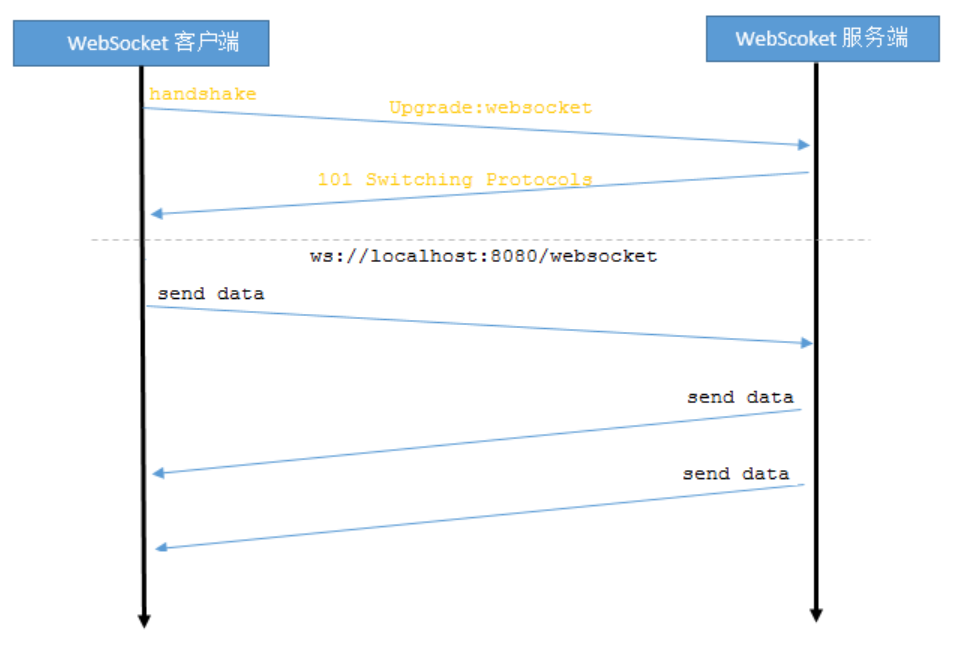 WebSocket 客户端
WebScoket 服务端
handshake
Upgrade:websocket
101 Switching Protocols
ws://localhost:8080/websocket
send data
send data
send data